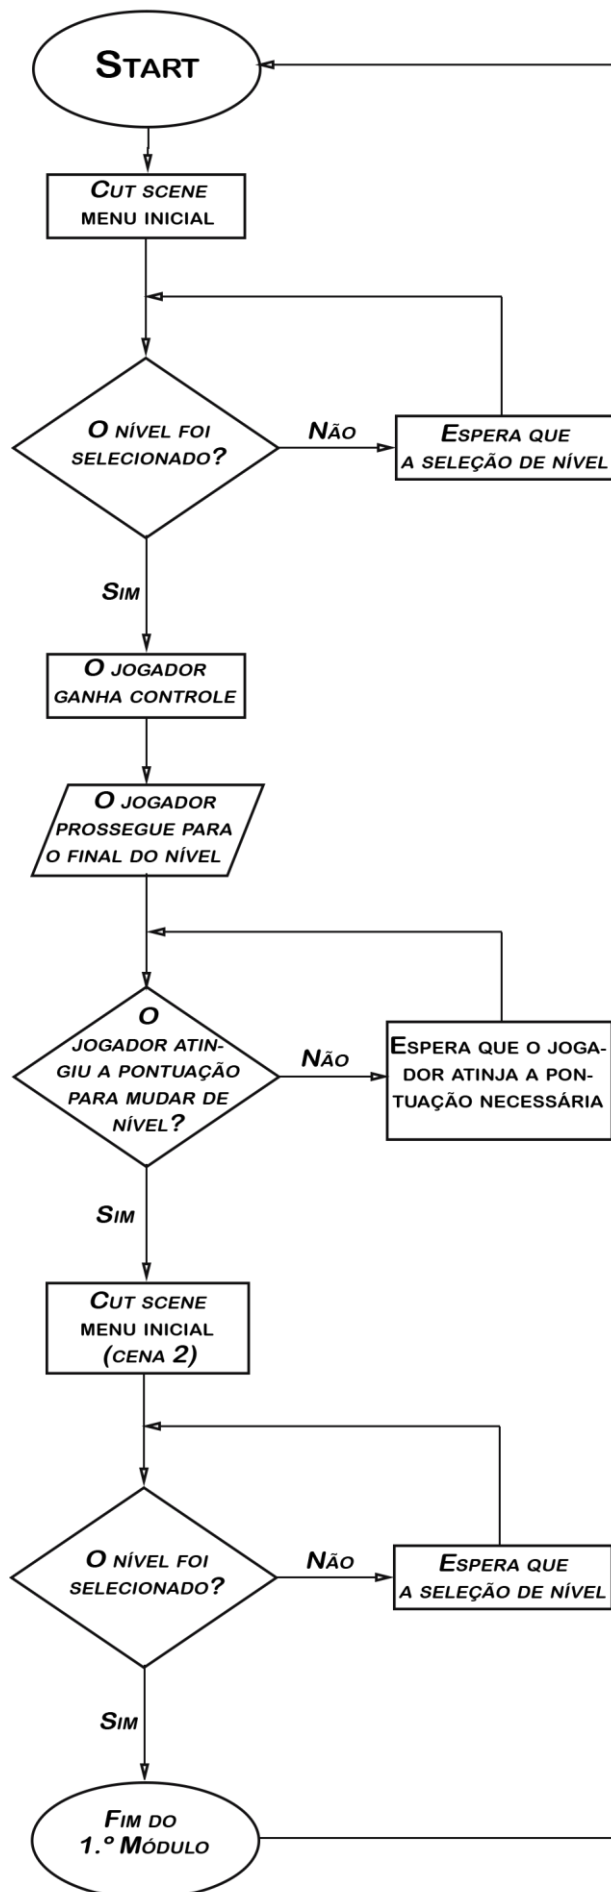 START
CUT SCENE
MENU INICIAL
O NÍVEL FOI
SELECIONADO?
NÃO
ESPERA QUE
A SELEÇÃO DE NÍVEL
SIM
O JOGADOR
GANHA CONTROLE
O JOGADOR
PROSSEGUE PARA
O FINAL DO NÍVEL
O
JOGADOR ATIN-
GIU A PONTUAÇÃO
PARA MUDAR DE
NÍVEL?
NÃO
ESPERA QUE O JOGA-
DOR ATINJA A PON-
TUAÇÃO NECESSÁRIA
SIM
CUT SCENE
MENU INICIAL
(CENA 2)
O NÍVEL FOI
SELECIONADO?
NÃO
ESPERA QUE
A SELEÇÃO DE NÍVEL
SIM
FIM DO
1.º MÓDULO